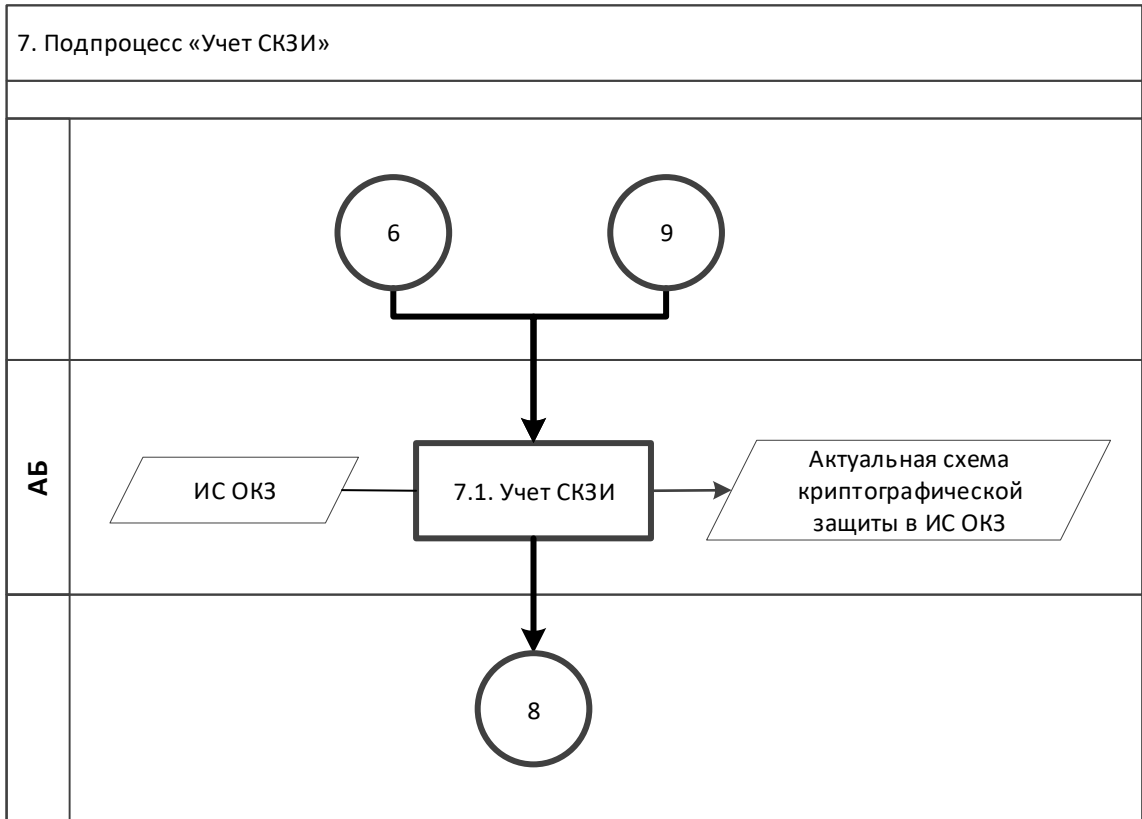 7. Подпроцесс «Учет СКЗИ»
6
9
АБ
ИС ОКЗ
7.1. Учет СКЗИ
Актуальная схема
криптографической
защиты в ИС ОКЗ
8